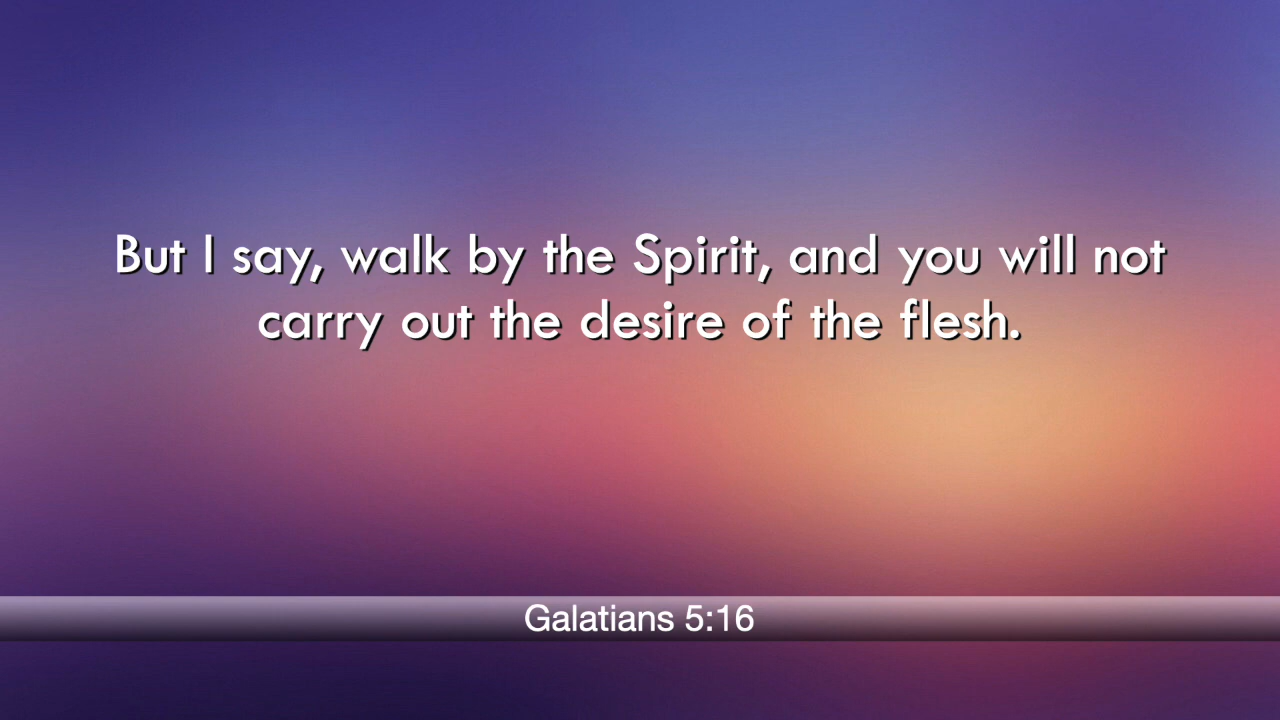 But I say, walk by the Spirit, and you will not
carry out the desire of the flesh.
Galatians 5:16